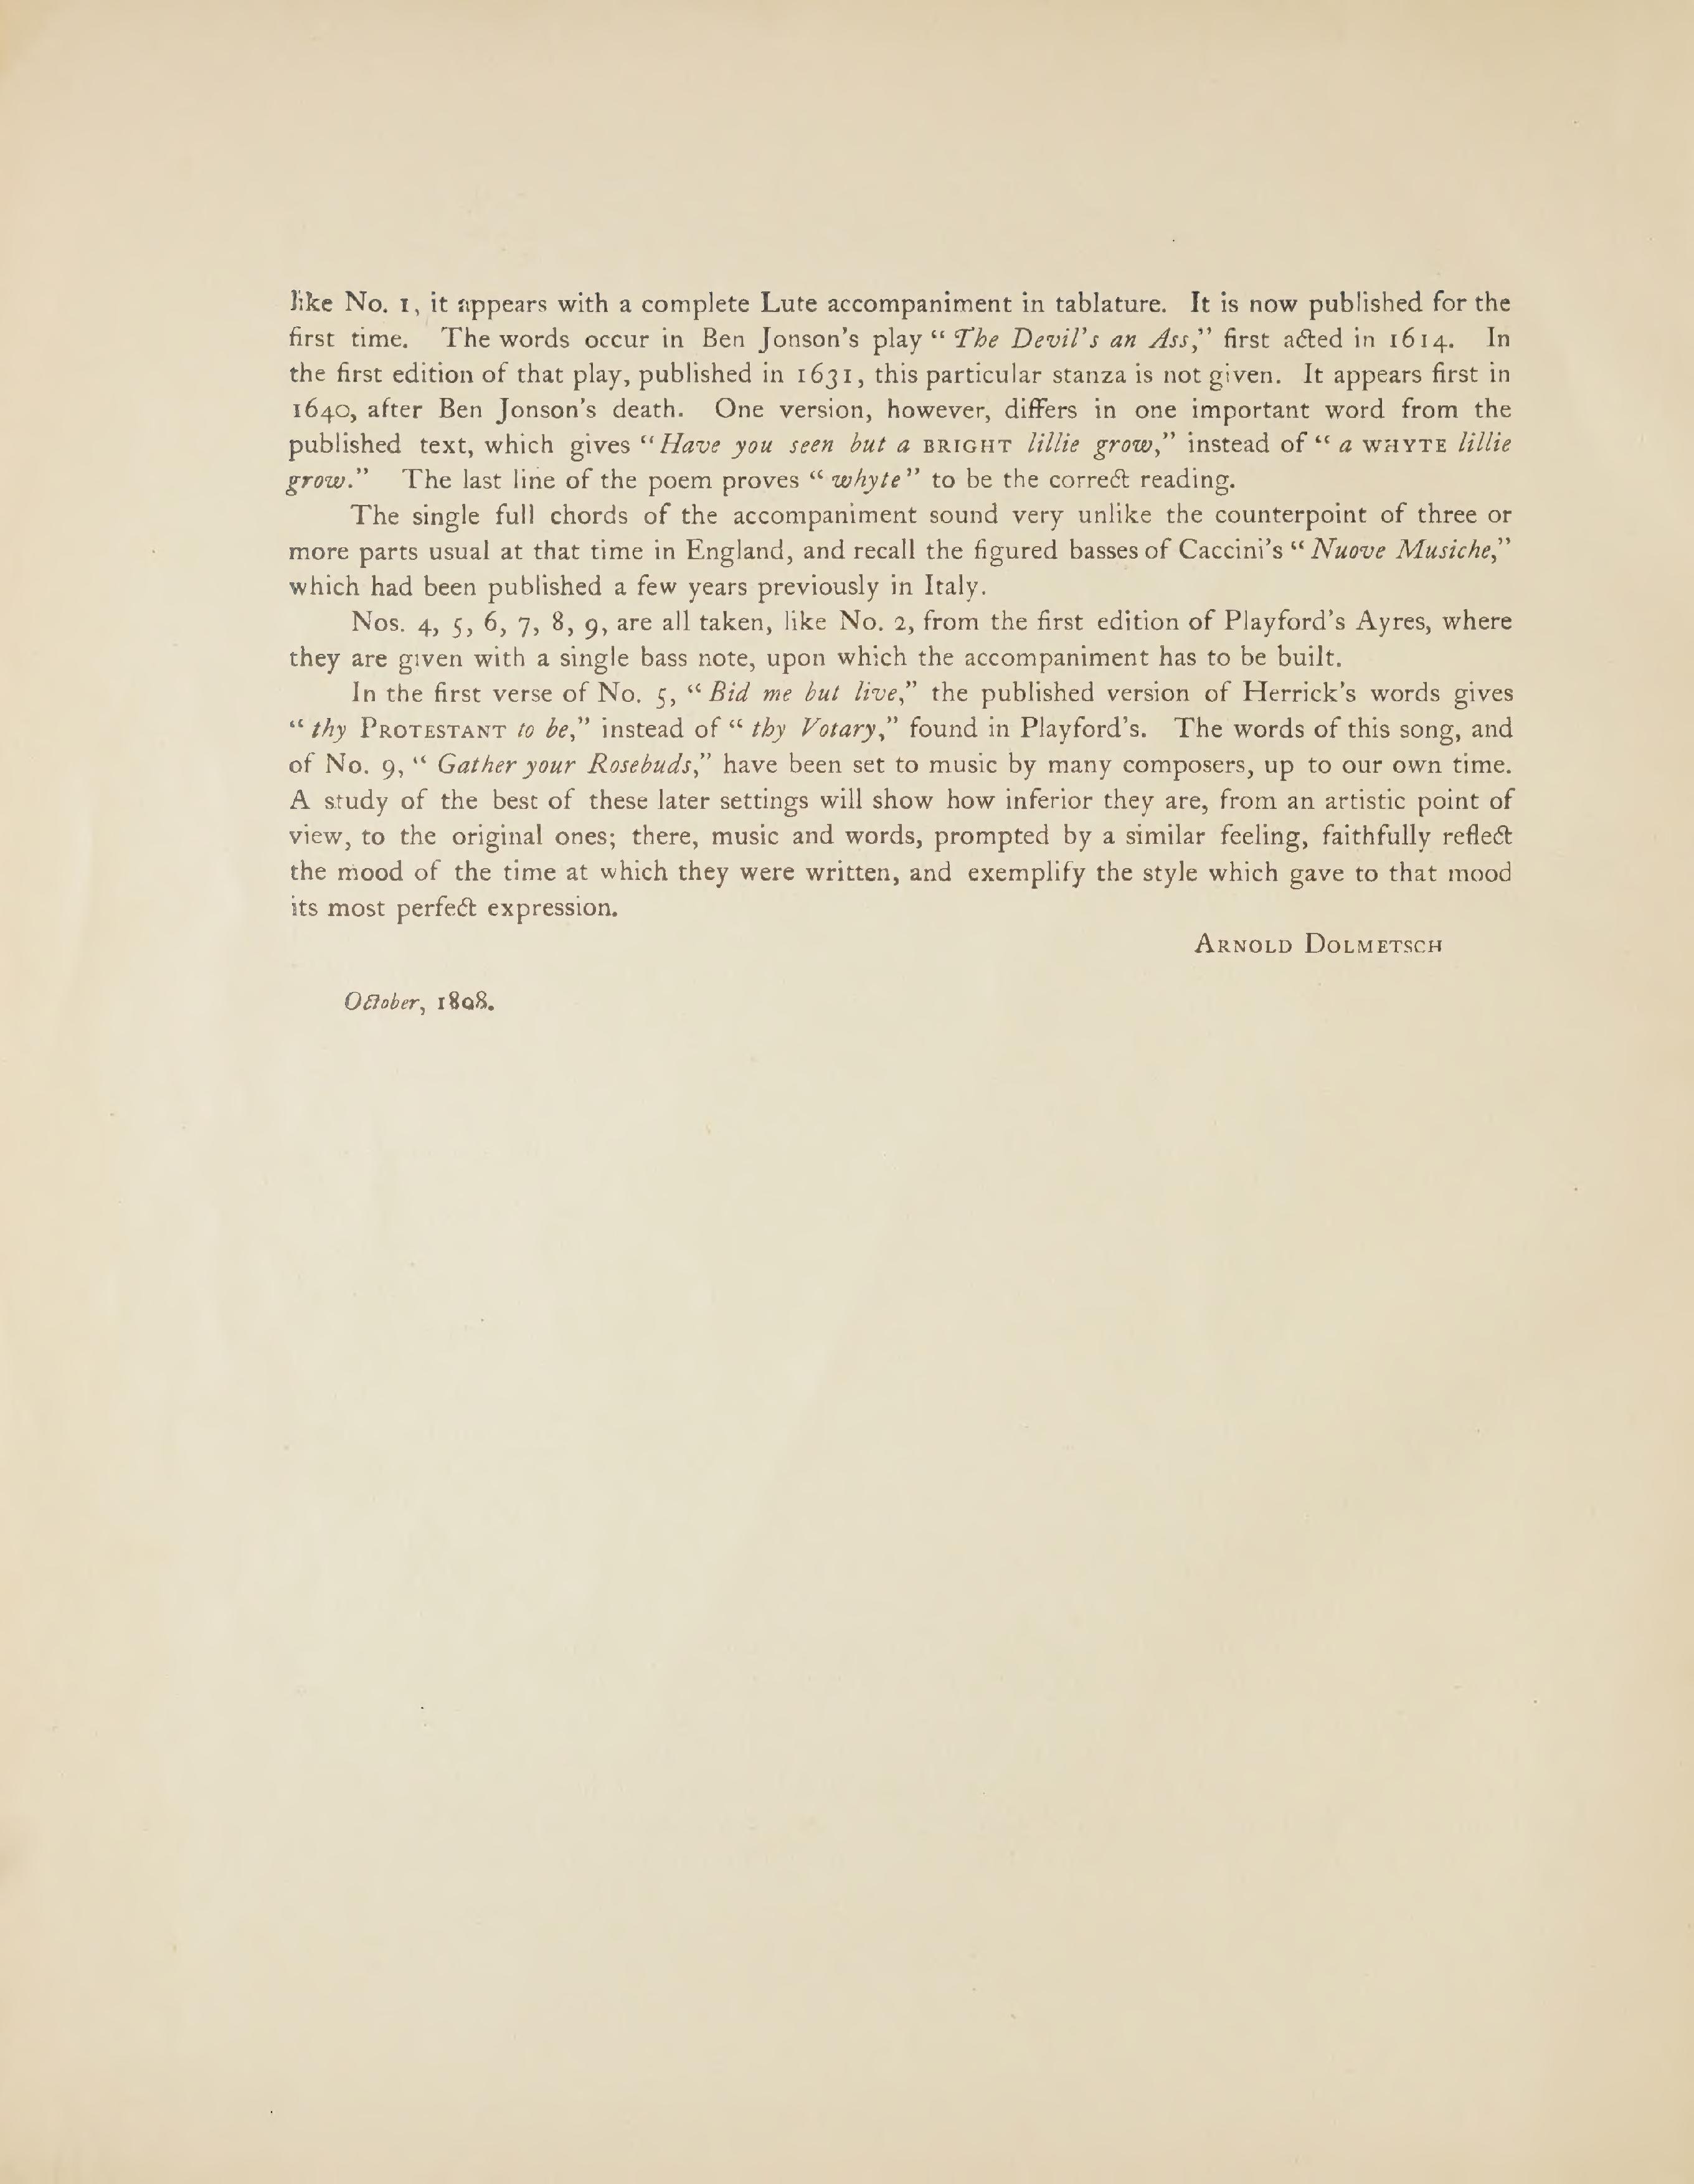 like No. 1, it appears with a complete Lute accompaniment in tablature. It is now published for the
first time. The words occur in Ben Jonson's play “The Devil's an Ass,” first acted in 1614. In
the first edition of that play, published in 1631, this particular stanza is not given. It appears first in
1640, after Ben Jonson's death. One version, however, differs in one important word from the
published text, which gives “Have you seen but a BRIGHT lillie grow,” instead of “a WHYTE lillie
grow.” The last line of the poem proves “whyte” to be the correct reading.
The single full chords of the accompaniment sound very unlike the counterpoint of three or
more parts usual at that time in England, and recall the figured basses of Caccini's “Nuove Musiche,”
which had been published a few years previously in Italy.
Nos. 4, 5, 6, 7, 8, 9, are all taken, like No. 2, from the first edition of Playford's Ayres, where
they are given with a single bass note, upon which the accompaniment has to be built.
In the first verse of No. 5, “Bid me but live,” the published version of Herrick's words gives
“thy PROTESTANT to be,” instead of “thy Votary,” found in Playford's. The words of this song, and
of No. 9, “Gather your Rosebuds,” have been set to music by many composers, up to our own time.
A study of the best of these later settings will show how inferior they are, from an artistic point of
view, to the original ones; there, music and words, prompted by a similar feeling, faithfully reflect
the mood of the time at which they were written, and exemplify the style which gave to that mood
its most perfect expression.
ARNOLD DOLMETSCH
October, 1898.